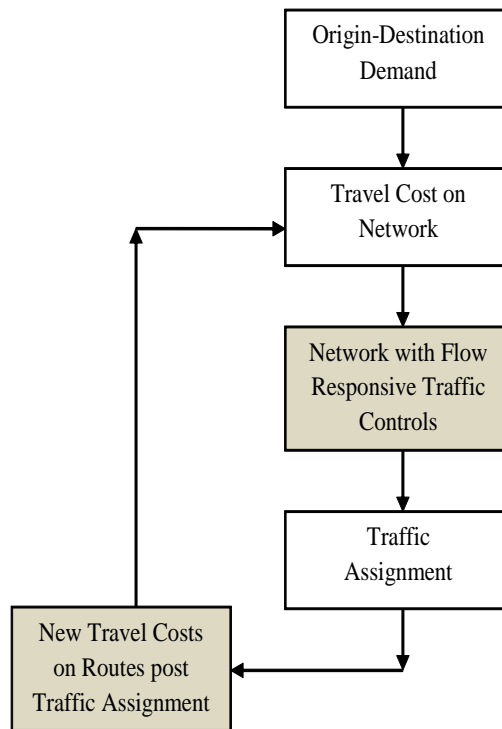 Origin-Destination
Demand
Travel Cost on
Network
Network with Flow
Responsive Traffic
Controls
Traffic
Assignment
New Travel Costs
on Routes post
Traffic Assignment